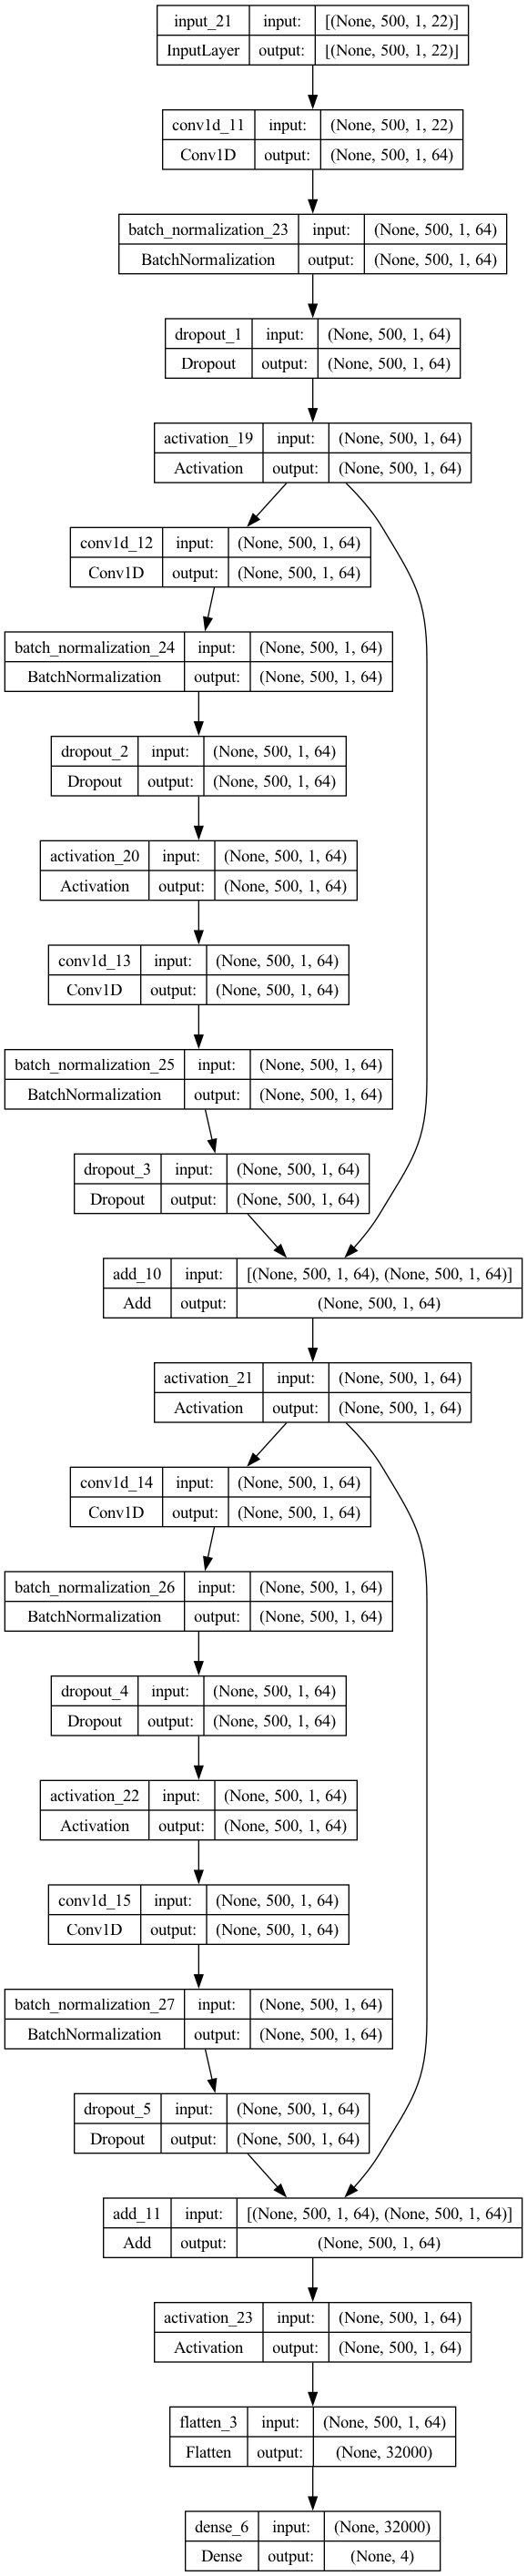 input_21 input: [(None, 500, 1, 22)]
InputLayer output: [(None, 500, 1, 22)]
conv1d_11 input: (None, 500, 1, 22)
Conv1D output: (None, 500, 1, 64)
batch_normalization_23 input: (None, 500, 1, 64)
BatchNormalization output: (None, 500, 1, 64)
dropout_1 input: (None, 500, 1, 64)
Dropout output: (None, 500, 1, 64)
activation_19 input: (None, 500, 1, 64)
Activation output: (None, 500, 1, 64)
conv1d_12 input: (None, 500, 1, 64)
Conv1D output: (None, 500, 1, 64)
batch_normalization_24 input: (None, 500, 1, 64)
BatchNormalization output: (None, 500, 1, 64)
dropout_2 input: (None, 500, 1, 64)
Dropout output: (None, 500, 1, 64)
activation_20 input: (None, 500, 1, 64)
Activation output: (None, 500, 1, 64)
conv1d_13 input: (None, 500, 1, 64)
Conv1D output: (None, 500, 1, 64)
batch_normalization_25 input: (None, 500, 1, 64)
BatchNormalization output: (None, 500, 1, 64)
dropout_3 input: (None, 500, 1, 64)
Dropout output: (None, 500, 1, 64)
add_10 input: [(None, 500, 1, 64), (None, 500, 1, 64)]
Add output: (None, 500, 1, 64)
activation_21 input: (None, 500, 1, 64)
Activation output: (None, 500, 1, 64)
conv1d_14 input: (None, 500, 1, 64)
Conv1D output: (None, 500, 1, 64)
batch_normalization_26 input: (None, 500, 1, 64)
BatchNormalization output: (None, 500, 1, 64)
dropout_4 input: (None, 500, 1, 64)
Dropout output: (None, 500, 1, 64)
activation_22 input: (None, 500, 1, 64)
Activation output: (None, 500, 1, 64)
conv1d_15 input: (None, 500, 1, 64)
Conv1D output: (None, 500, 1, 64)
batch_normalization_27 input: (None, 500, 1, 64)
BatchNormalization output: (None, 500, 1, 64)
dropout_5 input: (None, 500, 1, 64)
Dropout output: (None, 500, 1, 64)
add_11 input: [(None, 500, 1, 64), (None, 500, 1, 64)]
Add output: (None, 500, 1, 64)
activation_23 input: (None, 500, 1, 64)
Activation output: (None, 500, 1, 64)
flatten_3 input: (None, 500, 1, 64)
Flatten output: (None, 32000)
dense_6 input: (None, 32000)
Dense output: (None, 4)